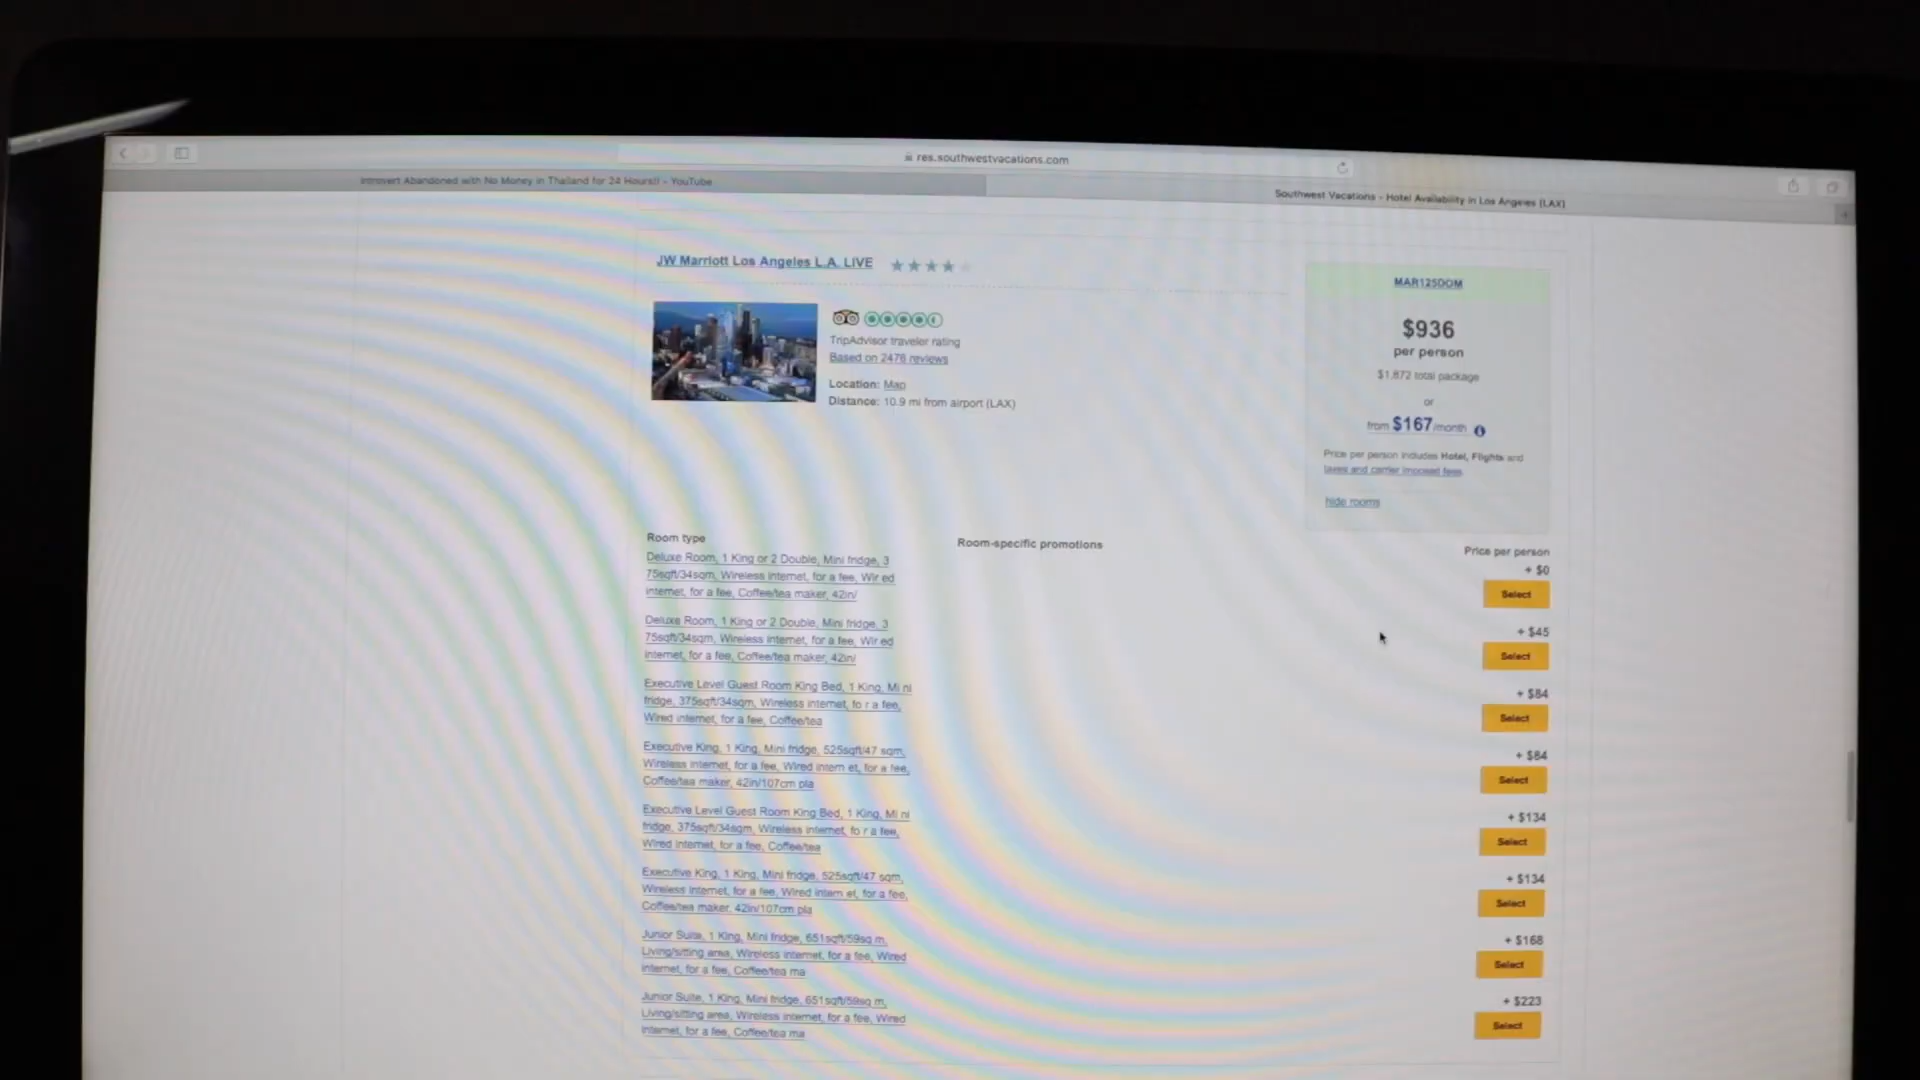 res.southwestvacations.com
Introvert Abandoned with No Money in Thailand for 24 Hours!! - YouTube
Southwest Vacations - Hotel Availability in Los Angeles (LAX)
JW Marriott Los Angeles L.A. LIVE
TripAdvisor traveler rating
Based on 2476 reviews
Location: Map
Distance: 10.9 mi from airport (LAX)
MAR125DOM
$936
per person
$1,872 total package
or
from $167/month
Price per person includes Hotel, Flights and
taxes and carrier imposed fees
hide rooms
Room type
Room-specific promotions
Price per person
Deluxe Room, 1 King or 2 Double, Mini fridge, 3
75sqft/34sqm, Wireless internet, for a fee, Wir ed
internet, for a fee, Coffee/tea maker, 42in/
+ $0
Select
Deluxe Room, 1 King or 2 Double, Mini fridge, 3
75sqft/34sqm, Wireless internet, for a fee, Wir ed
internet, for a fee, Coffee/tea maker, 42in/
+ $45
Select
Executive Level Guest Room King Bed, 1 King, Mi ni
fridge, 375sqft/34sqm, Wireless internet, fo r a fee,
Wired internet, for a fee, Coffee/tea
+ $84
Select
Executive King, 1 King, Mini fridge, 525sqft/47 sqm,
Wireless internet, for a fee, Wired intern et, for a fee,
Coffee/tea maker, 42in/107cm pla
+ $84
Select
Executive Level Guest Room King Bed, 1 King, Mi ni
fridge, 375sqft/34sqm, Wireless internet, fo r a fee,
Wired internet, for a fee, Coffee/tea
+ $134
Select
Executive King, 1 King, Mini fridge, 525sqft/47 sqm,
Wireless internet, for a fee, Wired intern et, for a fee,
Coffee/tea maker, 42in/107cm pla
+ $134
Select
Junior Suite, 1 King, Mini fridge, 651sqft/59sq m,
Living/sitting area, Wireless internet, for a fee, Wired
internet, for a fee, Coffee/tea ma
+ $168
Select
Junior Suite, 1 King, Mini fridge, 651sqft/59sq m,
Living/sitting area, Wireless internet, for a fee, Wired
internet, for a fee, Coffee/tea ma
+ $223
Select